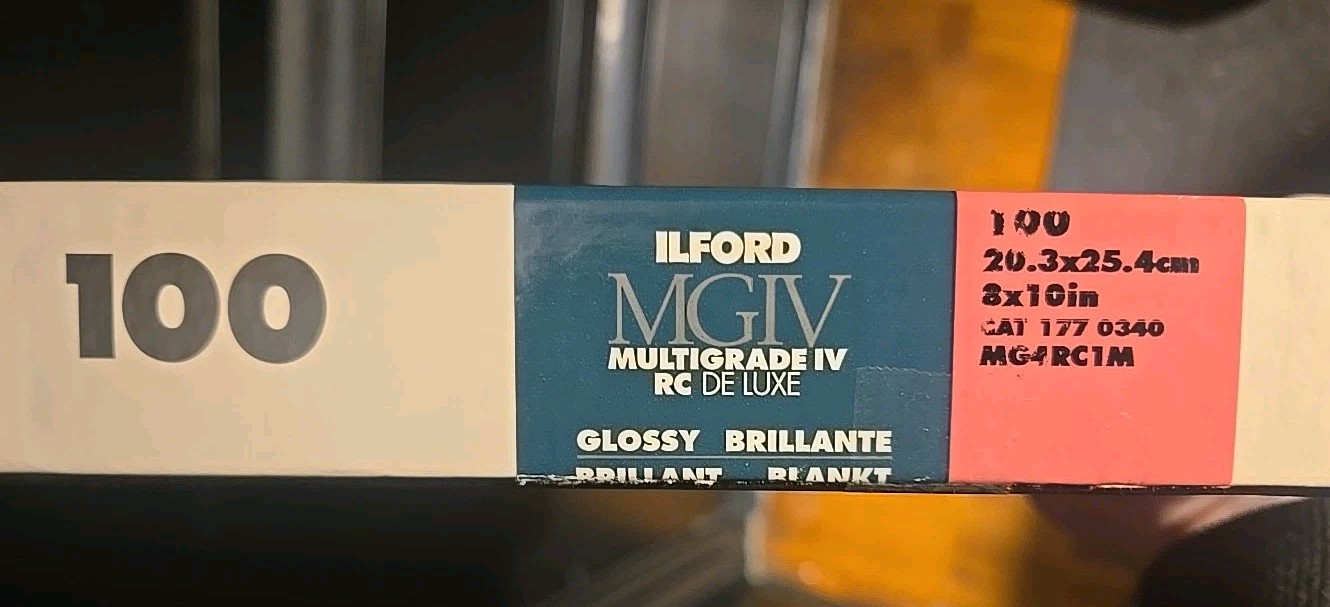 100
ILFORD
MGIV
MULTIGRADE IV
RC DE LUXE
GLOSSY BRILLANTE
BRILLANT BLANKT
100
20.3x25.4cm
8x10in
CAT 177 0340
MG4RC1M